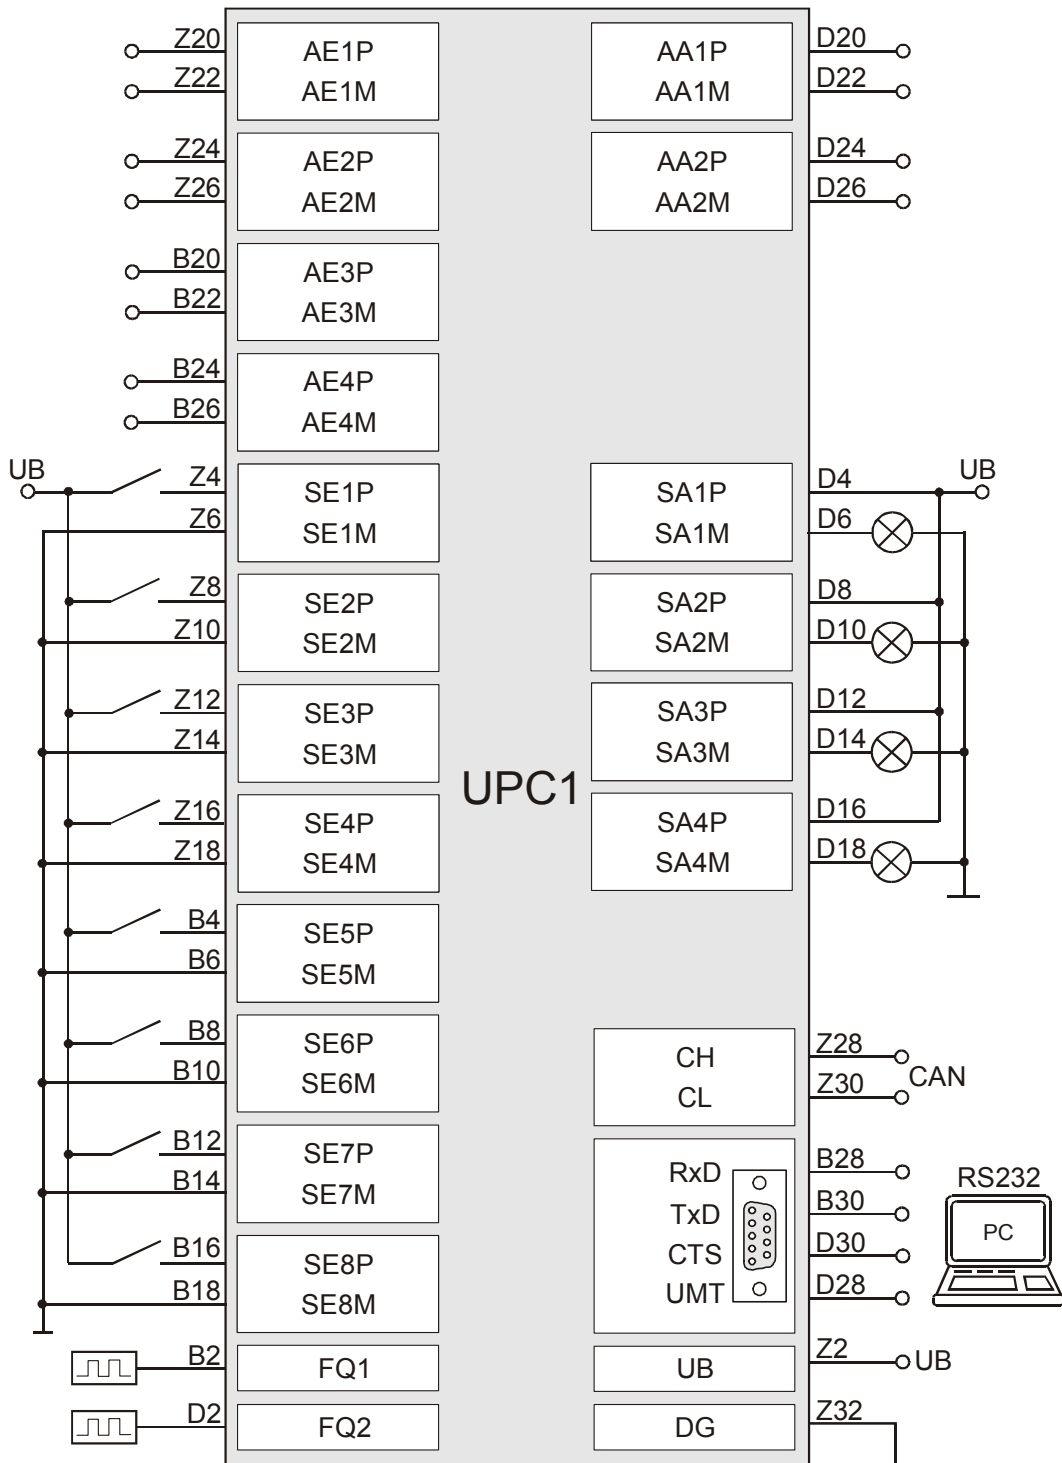 Z20 AE1P AA1P D20
Z22 AE1M AA1M D22
Z24 AE2P AA2P D24
Z26 AE2M AA2M D26
B20 AE3P
B22 AE3M
B24 AE4P
B26 AE4M
UB Z4 SE1P SA1P D4 UB
Z6 SE1M SA1M D6
Z8 SE2P SA2P D8
Z10 SE2M SA2M D10
Z12 SE3P SA3P D12
Z14 SE3M SA3M D14
UPC1
Z16 SE4P SA4P D16
Z18 SE4M SA4M D18
B4 SE5P
B6 SE5M
B8 SE6P CH Z28
B10 SE6M CL Z30 CAN
B12 SE7P RxD B28 RS232
B14 SE7M TxD B30 PC
B16 SE8P CTS D30
B18 SE8M UMT D28
B2 FQ1 UB Z2 UB
D2 FQ2 DG Z32